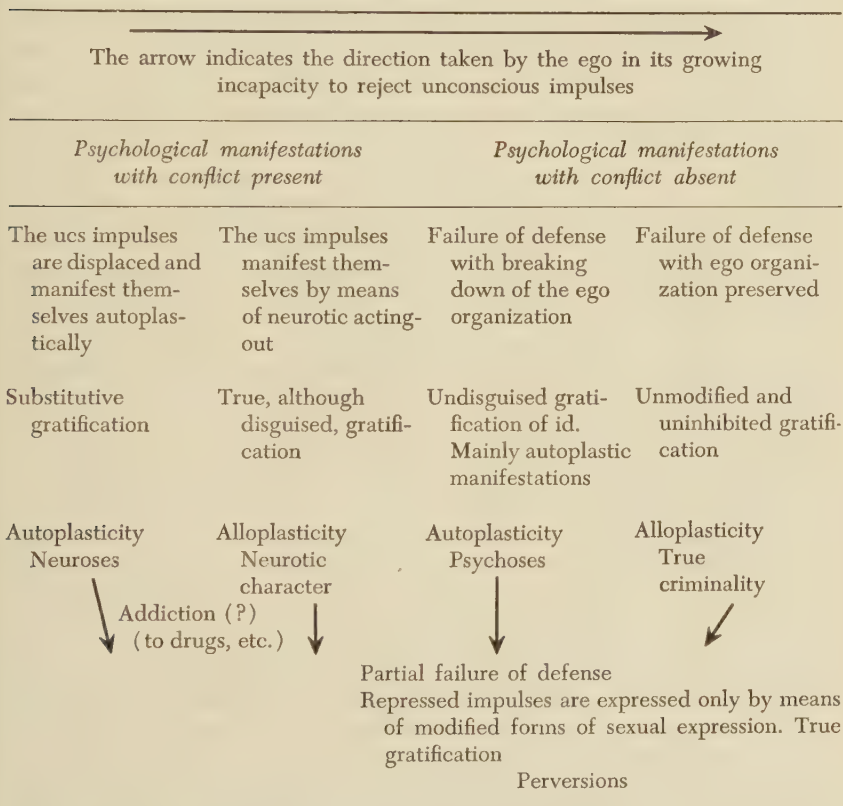 The arrow indicates the direction taken by the ego in its growing
incapacity to reject unconscious impulses
Psychological manifestations
with conflict present
Psychological manifestations
with conflict absent
The ucs impulses
are displaced and
manifest them-
selves autoplas-
tically
The ucs impulses
manifest them-
selves by means
of neurotic acting-
out
Failure of defense
with breaking
down of the ego
organization
Failure of defense
with ego organi-
zation preserved
Substitutive
gratification
True, although
disguised, gratifi-
cation
Undisguised grati-
fication of id.
Mainly autoplastic
manifestations
Unmodified and
uninhibited gratifi-
cation
Autoplasticity
Neuroses
Alloplasticity
Neurotic
character
Autoplasticity
Psychoses
Alloplasticity
True
criminality
Addiction (?)
(to drugs, etc.)
Partial failure of defense
Repressed impulses are expressed only by means
of modified forms of sexual expression. True
gratification
Perversions